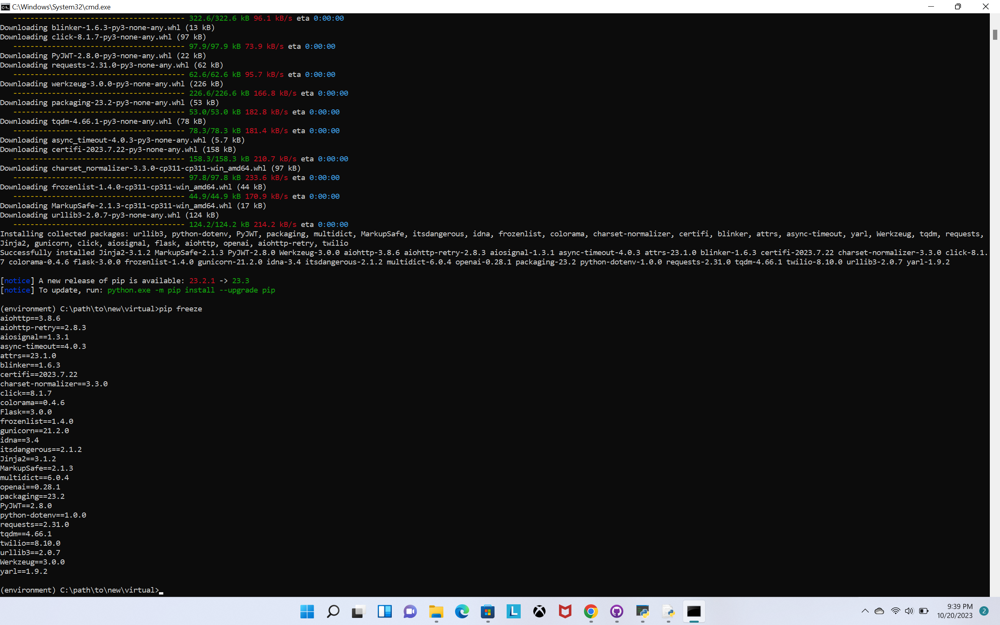 C:\Windows\System32\cmd.exe
---------------------------------------- 322.6/322.6 kB 96.1 kB/s eta 0:00:00
Downloading blinker-1.6.3-py3-none-any.whl (13 kB)
Downloading click-8.1.7-py3-none-any.whl (97 kB)
---------------------------------------- 97.9/97.9 kB 73.9 kB/s eta 0:00:00
Downloading PyJWT-2.8.0-py3-none-any.whl (22 kB)
Downloading requests-2.31.0-py3-none-any.whl (62 kB)
---------------------------------------- 62.6/62.6 kB 95.7 kB/s eta 0:00:00
Downloading werkzeug-3.0.0-py3-none-any.whl (226 kB)
---------------------------------------- 226.6/226.6 kB 166.8 kB/s eta 0:00:00
Downloading packaging-23.2-py3-none-any.whl (53 kB)
---------------------------------------- 53.0/53.0 kB 182.8 kB/s eta 0:00:00
Downloading tqdm-4.66.1-py3-none-any.whl (78 kB)
---------------------------------------- 78.3/78.3 kB 181.4 kB/s eta 0:00:00
Downloading async_timeout-4.0.3-py3-none-any.whl (5.7 kB)
Downloading certifi-2023.7.22-py3-none-any.whl (158 kB)
---------------------------------------- 158.3/158.3 kB 210.7 kB/s eta 0:00:00
Downloading charset_normalizer-3.3.0-cp311-cp311-win_amd64.whl (97 kB)
---------------------------------------- 97.8/97.8 kB 233.6 kB/s eta 0:00:00
Downloading frozenlist-1.4.0-cp311-cp311-win_amd64.whl (44 kB)
---------------------------------------- 44.9/44.9 kB 170.9 kB/s eta 0:00:00
Downloading MarkupSafe-2.1.3-cp311-cp311-win_amd64.whl (17 kB)
Downloading urllib3-2.0.7-py3-none-any.whl (124 kB)
---------------------------------------- 124.2/124.2 kB 214.2 kB/s eta 0:00:00
Installing collected packages: urllib3, python-dotenv, PyJWT, packaging, multidict, MarkupSafe, itsdangerous, idna, frozenlist, colorama, charset-normalizer, certifi, blinker, attrs, async-timeout, yarl, Werkzeug, tqdm, requests,
Jinja2, gunicorn, click, aiosignal, flask, aiohttp, openai, aiohttp-retry, twilio
Successfully installed Jinja2-3.1.2 MarkupSafe-2.1.3 PyJWT-2.8.0 Werkzeug-3.0.0 aiohttp-3.8.6 aiohttp-retry-2.8.3 aiosignal-1.3.1 async-timeout-4.0.3 attrs-23.1.0 blinker-1.6.3 certifi-2023.7.22 charset-normalizer-3.3.0 click-8.1.
7 colorama-0.4.6 flask-3.0.0 frozenlist-1.4.0 gunicorn-21.2.0 idna-3.4 itsdangerous-2.1.2 multidict-6.0.4 openai-0.28.1 packaging-23.2 python-dotenv-1.0.0 requests-2.31.0 tqdm-4.66.1 twilio-8.10.0 urllib3-2.0.7 yarl-1.9.2
[notice] A new release of pip is available: 23.2.1 -> 23.3
[notice] To update, run: python.exe -m pip install --upgrade pip
(environment) C:\path\to\new\virtual>pip freeze
aiohttp==3.8.6
aiohttp-retry==2.8.3
aiosignal==1.3.1
async-timeout==4.0.3
attrs==23.1.0
blinker==1.6.3
certifi==2023.7.22
charset-normalizer==3.3.0
click==8.1.7
colorama==0.4.6
Flask==3.0.0
frozenlist==1.4.0
gunicorn==21.2.0
idna==3.4
itsdangerous==2.1.2
Jinja2==3.1.2
MarkupSafe==2.1.3
multidict==6.0.4
openai==0.28.1
packaging==23.2
PyJWT==2.8.0
python-dotenv==1.0.0
requests==2.31.0
tqdm==4.66.1
twilio==8.10.0
urllib3==2.0.7
Werkzeug==3.0.0
yarl==1.9.2
(environment) C:\path\to\new\virtual>
L
9:39 PM
10/20/2023
2